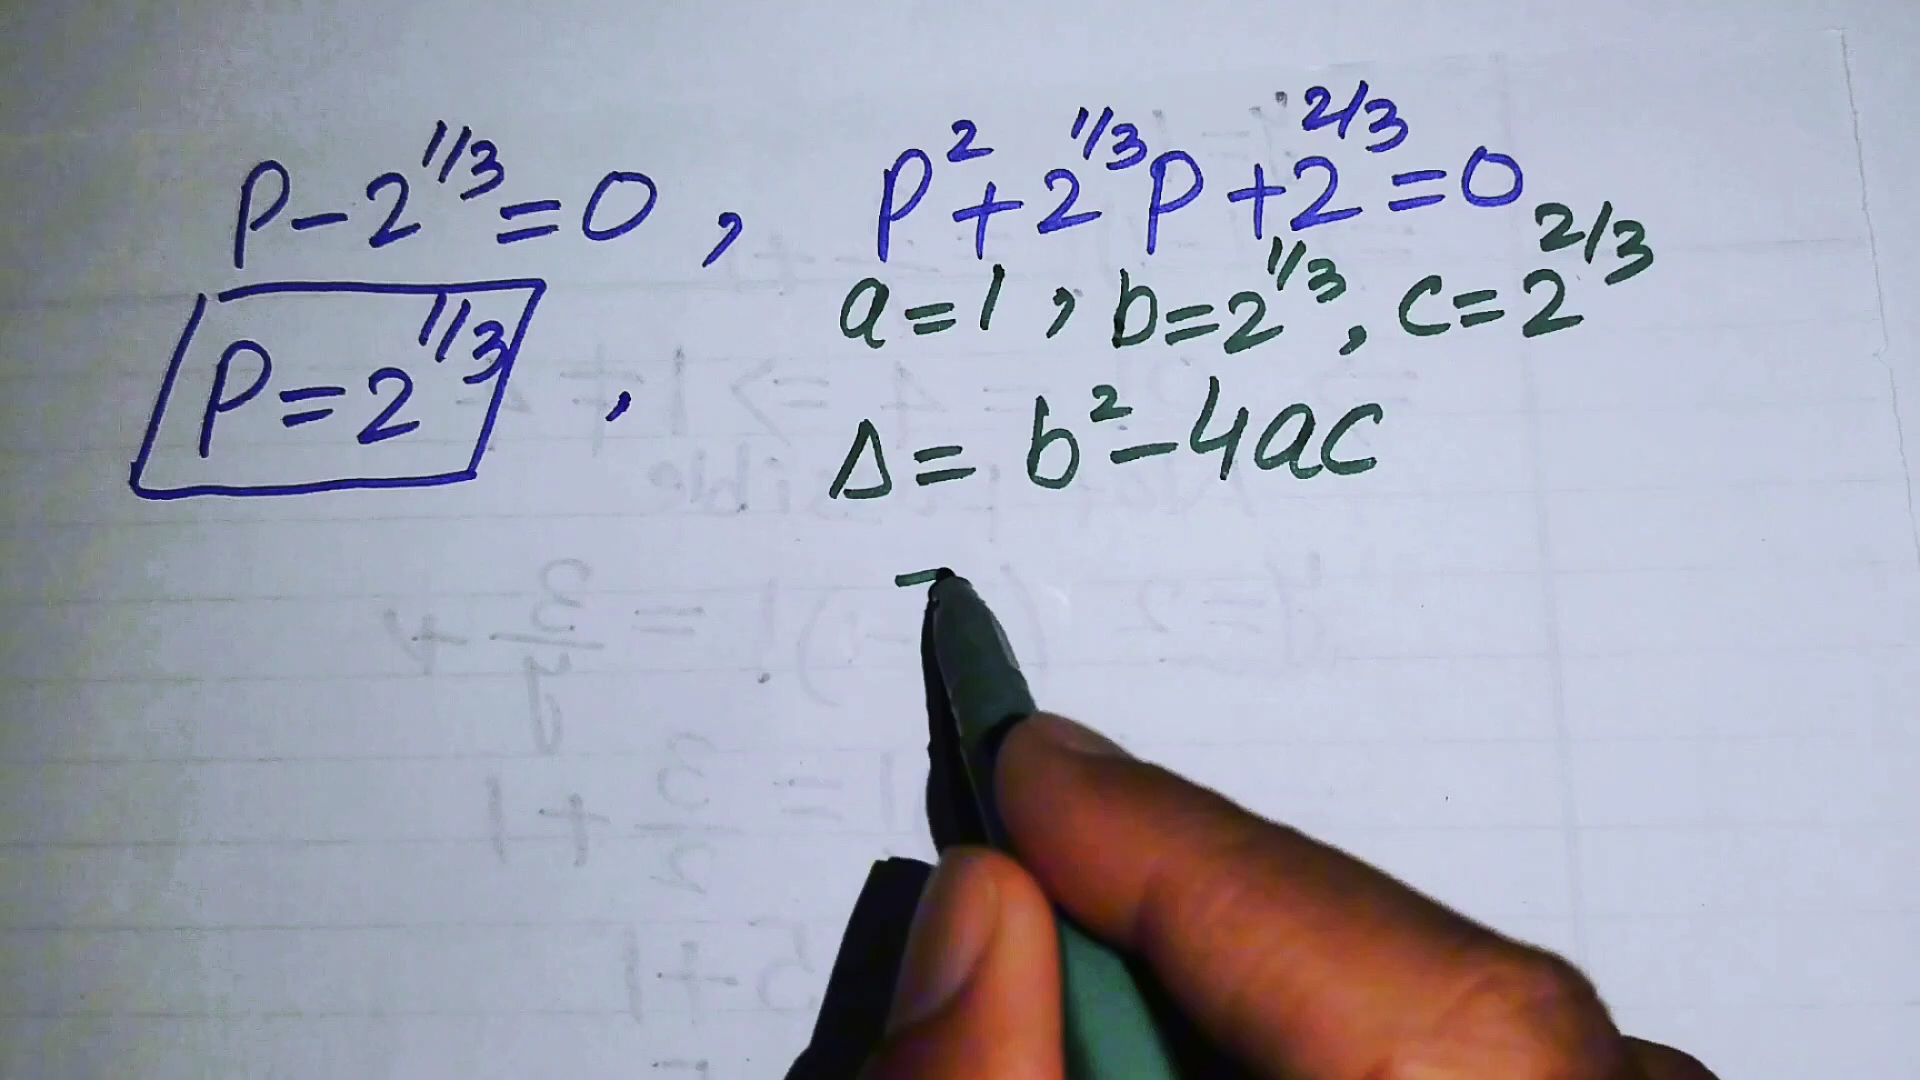 P-2^{1/3}=0, P^2+2^{1/3}P+2^{2/3}=0
a=1, b=2^{1/3}, c=2^{2/3}
P=2^{1/3},
Δ=b^2-4ac